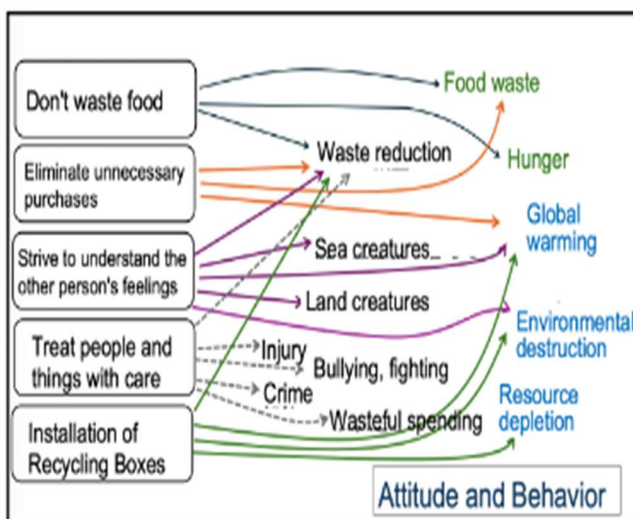 Don't waste food
Eliminate unnecessary
purchases
Strive to understand the
other person's feelings
Treat people and
things with care
Installation of
Recycling Boxes
Waste reduction
Sea creatures
Land creatures
Injury
Bullying, fighting
Crime
Wasteful spending
Food waste
Hunger
Global
warming
Environmental
destruction
Resource
depletion
Attitude and Behavior